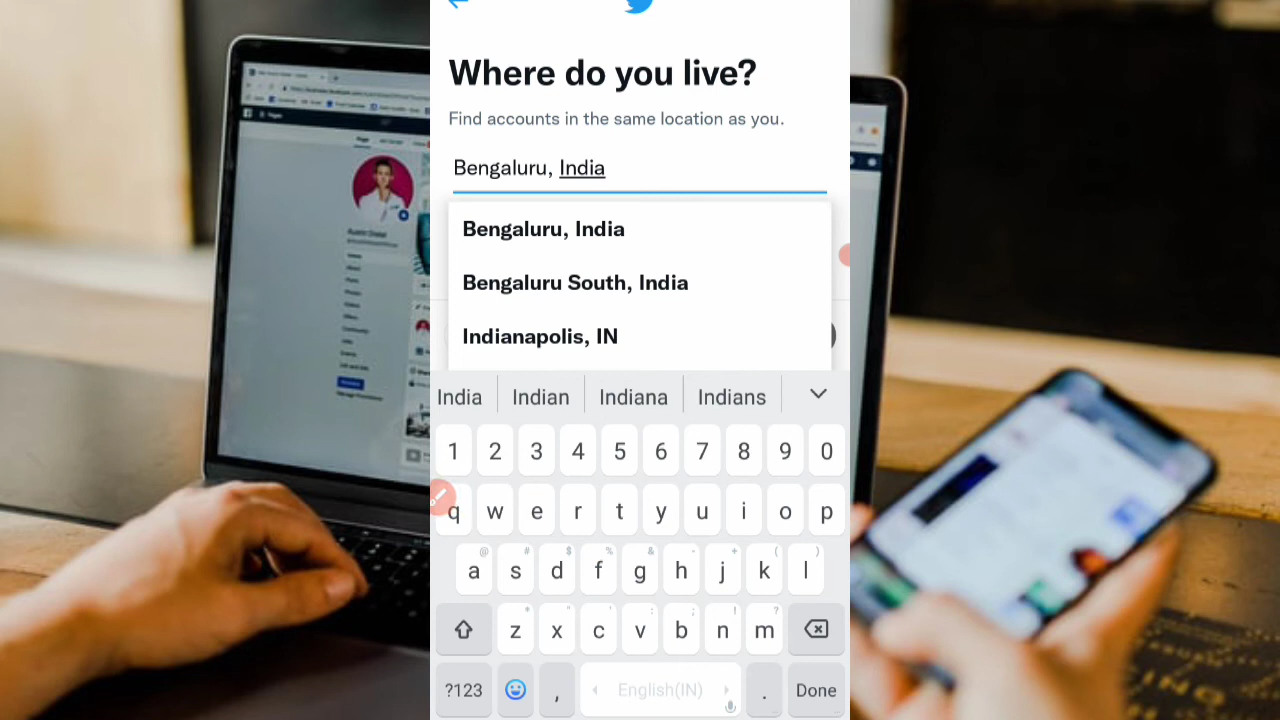 Where do you live?
Find accounts in the same location as you.
Bengaluru, India
Bengaluru, India
Bengaluru South, India
Indianapolis, IN
India Indian Indiana Indians
1 2 3 4 5 6 7 8 9 0
q w e r t y u i o p
@ # $ % & - + ( )
a s d f g h j k l
* " ' : ; ! ?
z x c v b n m
?123 , English(IN) . Done